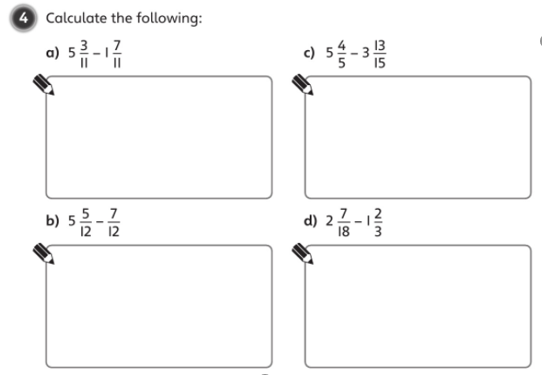 4 Calculate the following:
a) 5 3/11 – 1 7/11
c) 5 4/5 – 3 13/15
b) 5 5/12 – 7/12
d) 2 7/18 – 1 2/3